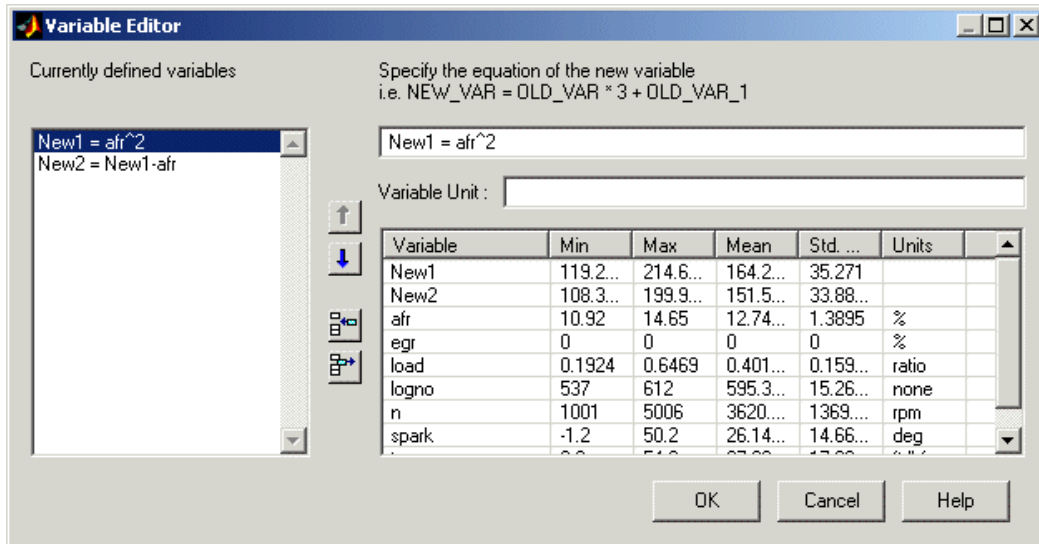 Variable Editor
Currently defined variables
Specify the equation of the new variable
i.e. NEW_VAR = OLD_VAR * 3 + OLD_VAR_1
New1 = afr^2
New2 = New1-afr
New1 = afr^2
Variable Unit :
Variable Min Max Mean Std. ... Units
New1 119.2... 214.6... 164.2... 35.271
New2 108.3... 199.9... 151.5... 33.88...
afr 10.92 14.65 12.74... 1.3895 %
egr 0 0 0 0 %
load 0.1924 0.6469 0.401... 0.159... ratio
logno 537 612 595.3... 15.26... none
n 1001 5006 3620.... 1369.... rpm
spark -1.2 50.2 26.14... 14.66... deg
OK Cancel Help